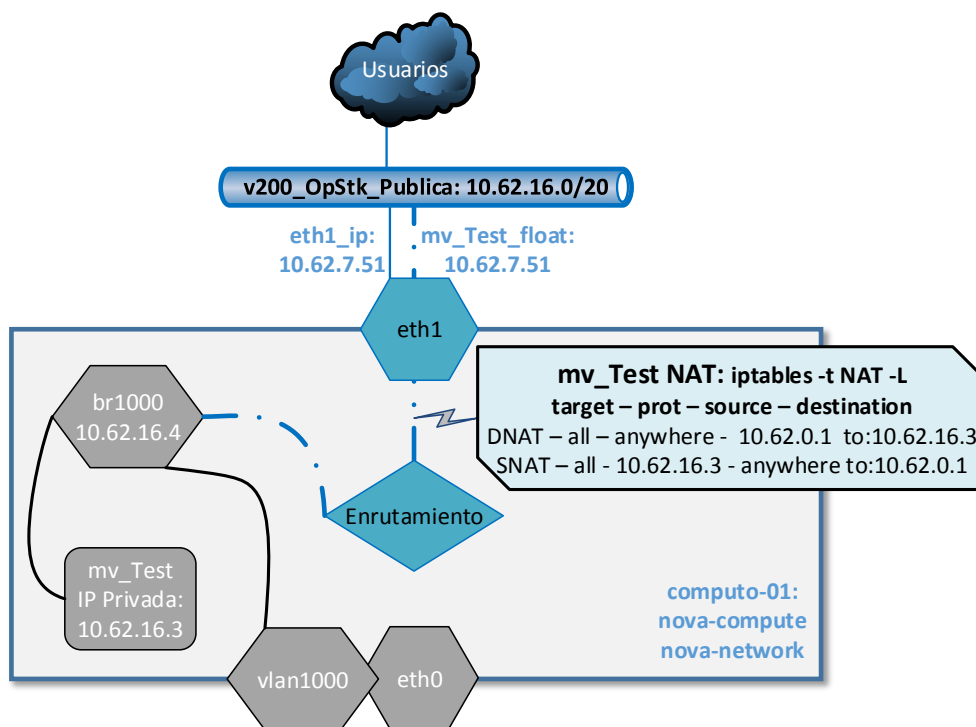 Usuarios
v200_OpStk_Publica: 10.62.16.0/20
eth1_ip:
10.62.7.51
mv_Test_float:
10.62.7.51
eth1
mv_Test NAT: iptables -t NAT -L
target – prot – source – destination
DNAT – all – anywhere - 10.62.0.1 to:10.62.16.3
SNAT – all - 10.62.16.3 - anywhere to:10.62.0.1
br1000
10.62.16.4
Enrutamiento
mv_Test
IP Privada:
10.62.16.3
computo-01:
nova-compute
nova-network
vlan1000
eth0